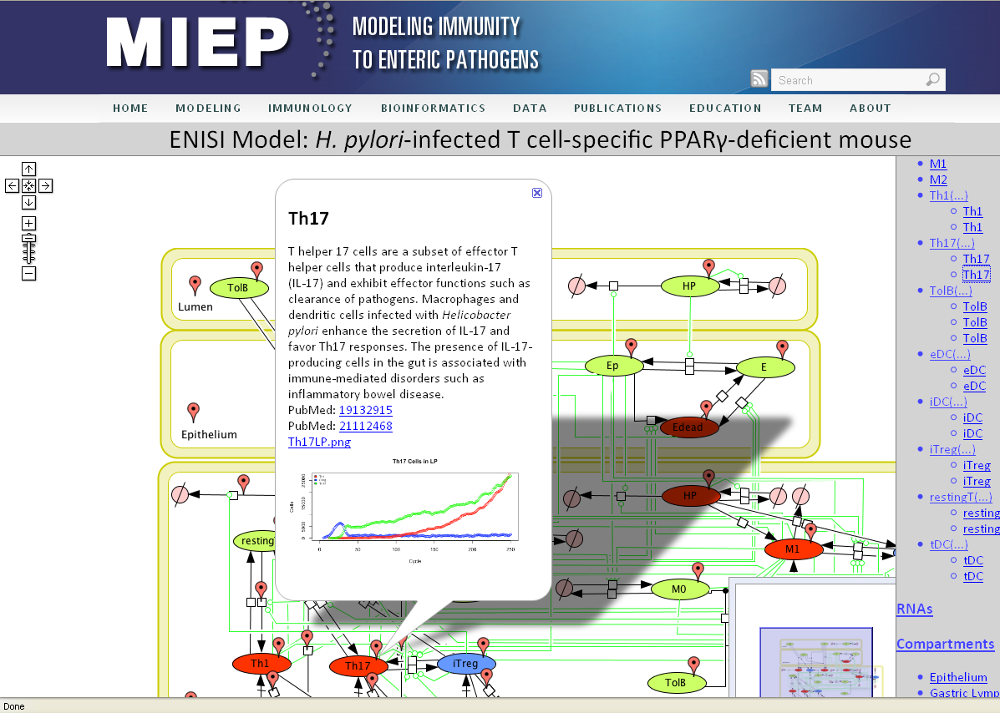 MIEP
MODELING IMMUNITY
TO ENTERIC PATHOGENS
Search
HOME MODELING IMMUNOLOGY BIOINFORMATICS DATA PUBLICATIONS EDUCATION TEAM ABOUT
ENISI Model: H. pylori-infected T cell-specific PPARγ-deficient mouse
Th17
T helper 17 cells are a subset of effector T
helper cells that produce interleukin-17
(IL-17) and exhibit effector functions such as
clearance of pathogens. Macrophages and
dendritic cells infected with Helicobacter
pylori enhance the secretion of IL-17 and
favor Th17 responses. The presence of IL-17-
producing cells in the gut is associated with
immune-mediated disorders such as
inflammatory bowel disease.
PubMed: 19132915
PubMed: 21112468
Th17LP.png
Th17 Cells in LP
Cells
0 5000 15000 25000
0 50 100 150 200 250
Cycle
Lumen
TolB
HP
Epithelium
Ep
E
Edead
HP
resting
M1
M0
Th1
Th17
iTreg
TolB
M1
M2
Th1(...)
Th1
Th1
Th17(...)
Th17
Th17
TolB(...)
TolB
TolB
TolB
eDC(...)
eDC
eDC
iDC(...)
iDC
iDC
iTreg(...)
iTreg
iTreg
restingT(...)
resting
resting
tDC(...)
tDC
tDC
RNAs
Compartments
Epithelium
Gastric Lymp
Done